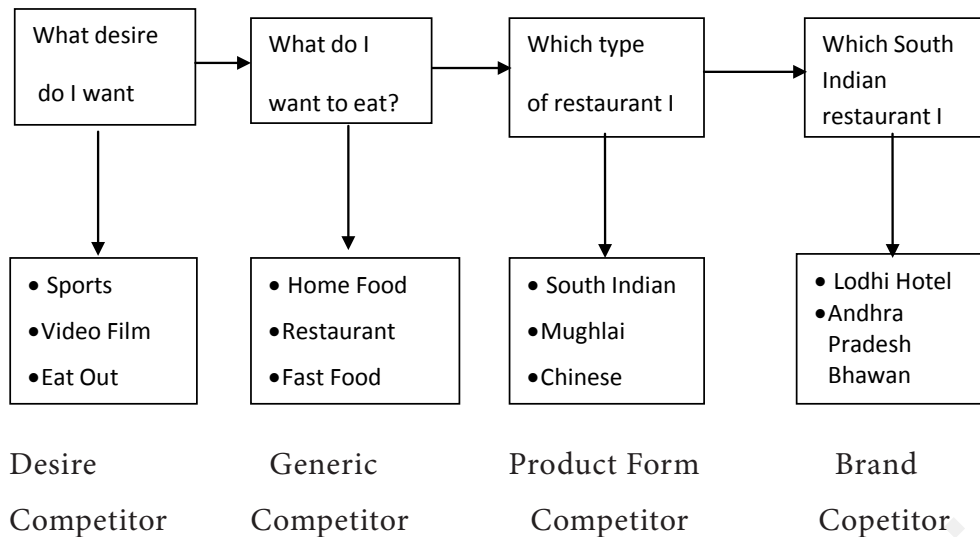 What desire
do I want
What do I
want to eat?
Which type
of restaurant I
Which South
Indian
restaurant I
• Sports
•Video Film
•Eat Out
• Home Food
•Restaurant
•Fast Food
• South Indian
•Mughlai
•Chinese
• Lodhi Hotel
•Andhra
Pradesh
Bhawan
Desire
Competitor
Generic
Competitor
Product Form
Competitor
Brand
Copetitor